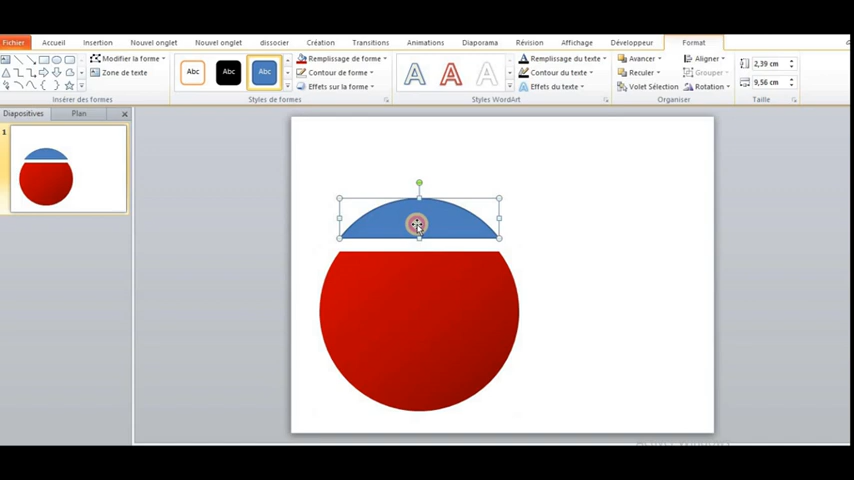 Fichier Accueil Insertion Nouvel onglet Nouvel onglet dissocier Création Transitions Animations Diaporama Révision Affichage Développeur Format
Modifier la forme
Zone de texte
Insérer des formes
Abc Abc Abc
Remplissage de forme
Contour de forme
Effets sur la forme
Styles de formes
A A A
Remplissage du texte
Contour du texte
Effets du texte
Styles WordArt
Avancer
Reculer
Volet Sélection
Aligner
Grouper
Rotation
Organiser
2,39 cm
9,56 cm
Taille
Diapositives Plan
1